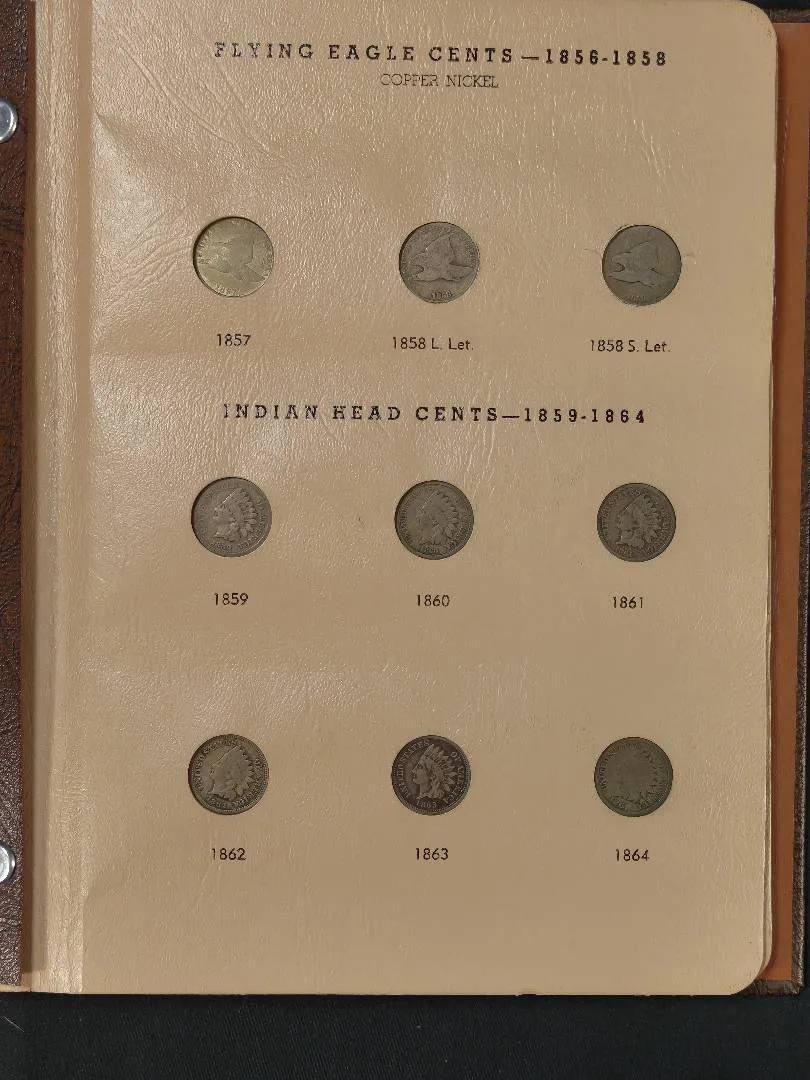 FLYING EAGLE CENTS—1856-1858
COPPER NICKEL
1857
1858 L. Let.
1858 S. Let.
INDIAN HEAD CENTS—1859-1864
1859
1860
1861
1862
1863
1863
1864